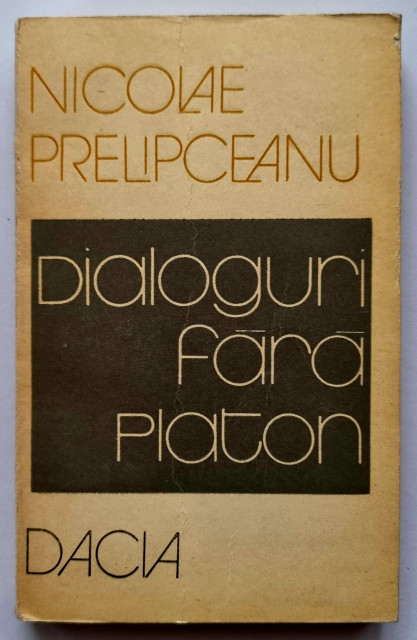 NICOLAE
PRELIPCEANU
Dialoguri
fără
platon
DACIA